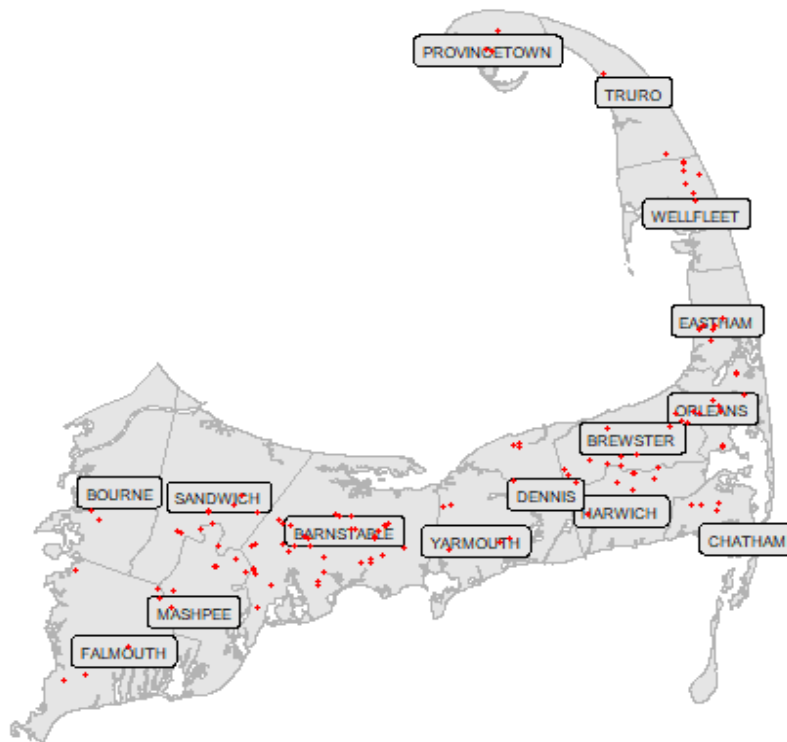 PROVINCETOWN
TRURO
WELLFLEET
EASTHAM
ORLEANS
BREWSTER
BOURNE
SANDWICH
DENNIS
HARWICH
BARNSTABLE
YARMOUTH
CHATHAM
MASHPEE
FALMOUTH